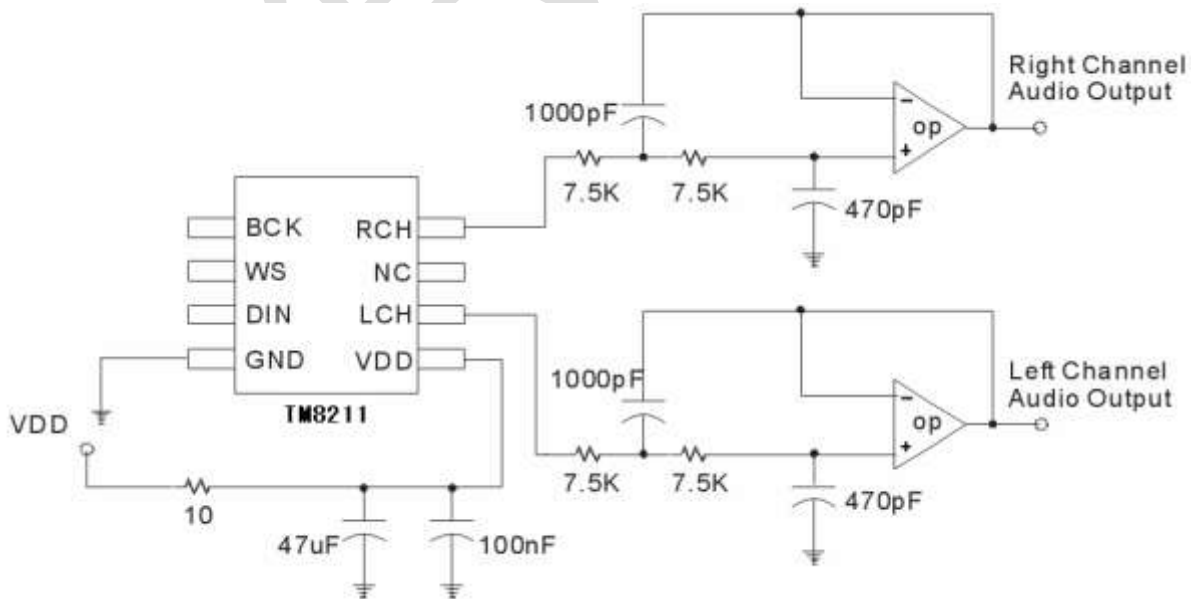 Right Channel
Audio Output
1000pF
op
7.5K
7.5K
470pF
BCK
RCH
WS
NC
DIN
LCH
GND
VDD
TM8211
VDD
10
47uF
100nF
1000pF
Left Channel
Audio Output
op
7.5K
7.5K
470pF